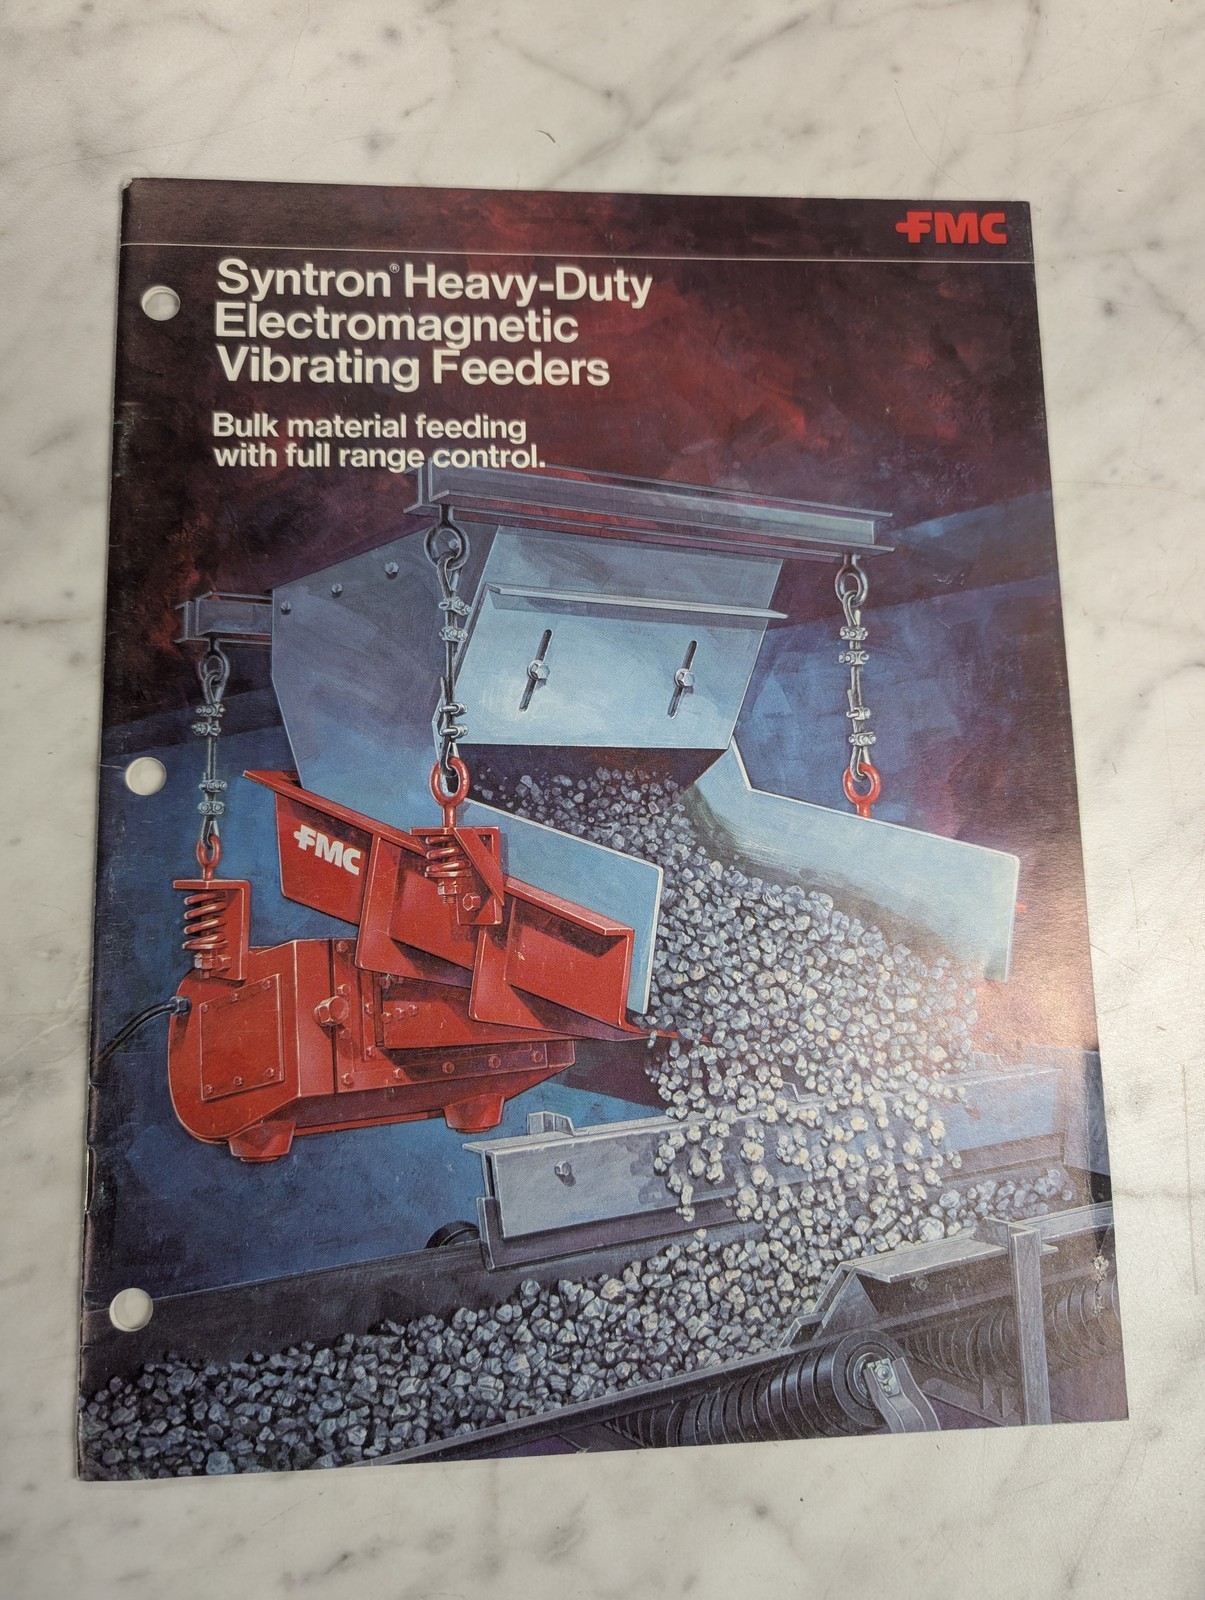 FMC
Syntron® Heavy-Duty
Electromagnetic
Vibrating Feeders
Bulk material feeding
with full range control.
FMC